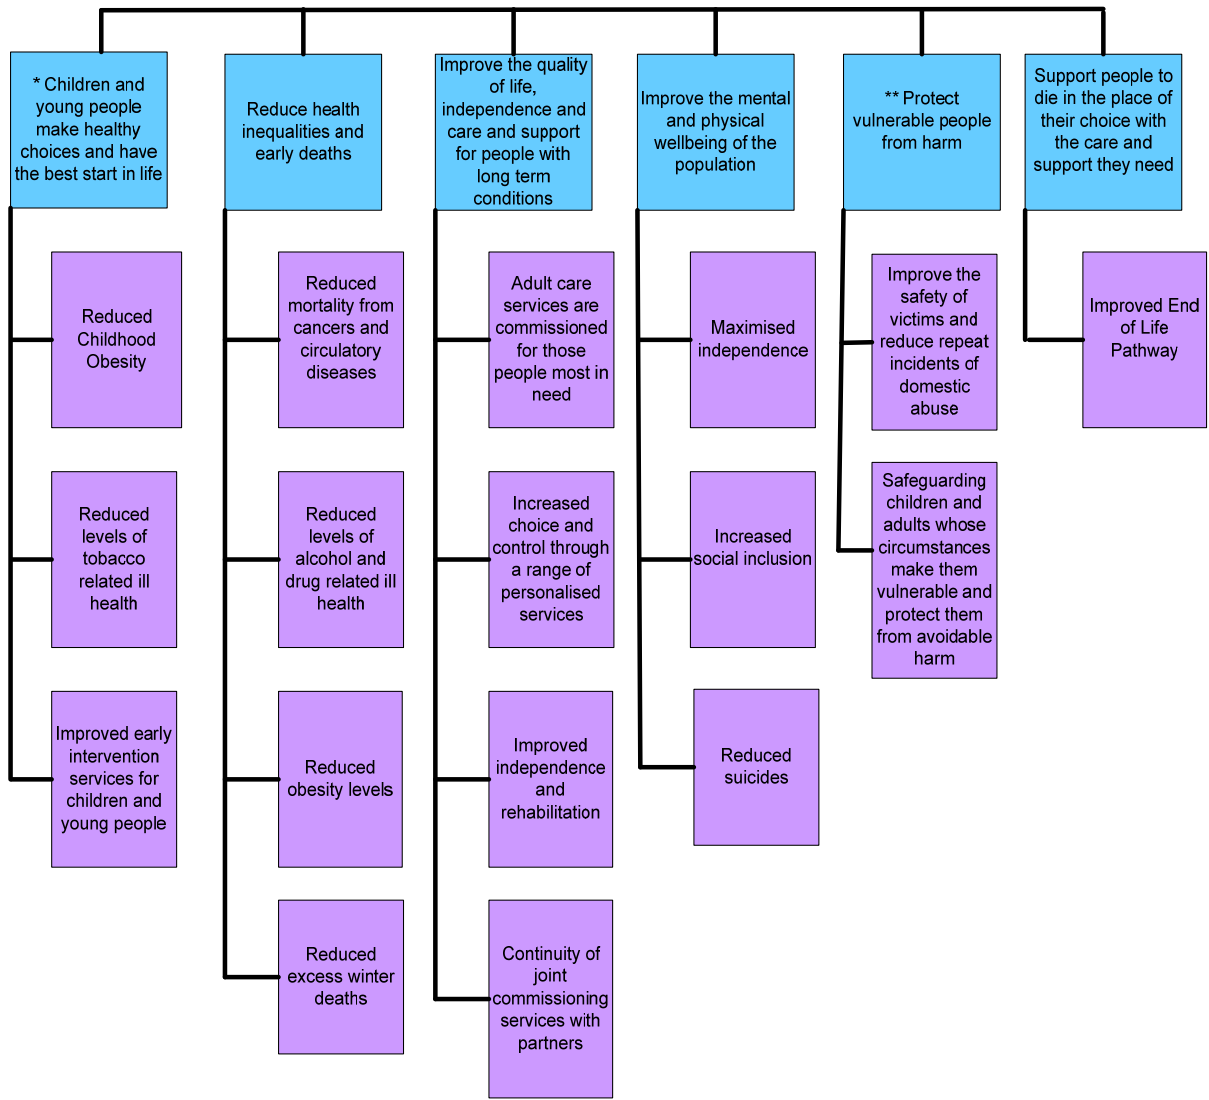 * Children and
young people
make healthy
choices and have
the best start in life
Reduce health
inequalities and
early deaths
Improve the quality
of life,
independence and
care and support
for people with
long term
conditions
Improve the mental
and physical
wellbeing of the
population
** Protect
vulnerable people
from harm
Support people to
die in the place of
their choice with
the care and
support they need
Reduced
Childhood
Obesity
Reduced
mortality from
cancers and
circulatory
diseases
Adult care
services are
commissioned
for those
people most in
need
Maximised
independence
Improve the
safety of
victims and
reduce repeat
incidents of
domestic
abuse
Improved End
of Life
Pathway
Reduced
levels of
tobacco
related ill
health
Reduced
levels of
alcohol and
drug related ill
health
Increased
choice and
control through
a range of
personalised
services
Increased
social inclusion
Safeguarding
children and
adults whose
circumstances
make them
vulnerable and
protect them
from avoidable
harm
Improved early
intervention
services for
children and
young people
Reduced
obesity levels
Improved
independence
and
rehabilitation
Reduced
suicides
Reduced
excess winter
deaths
Continuity of
joint
commissioning
services with
partners